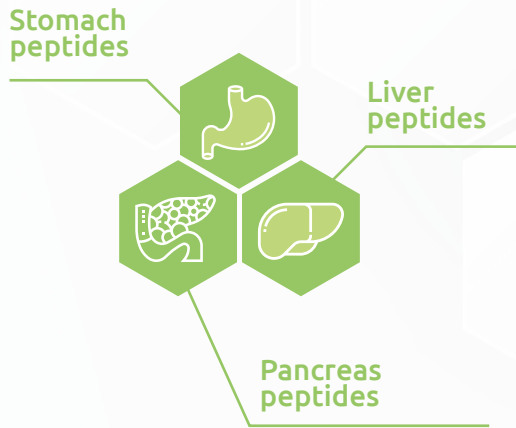 Stomach
peptides
Liver
peptides
Pancreas
peptides